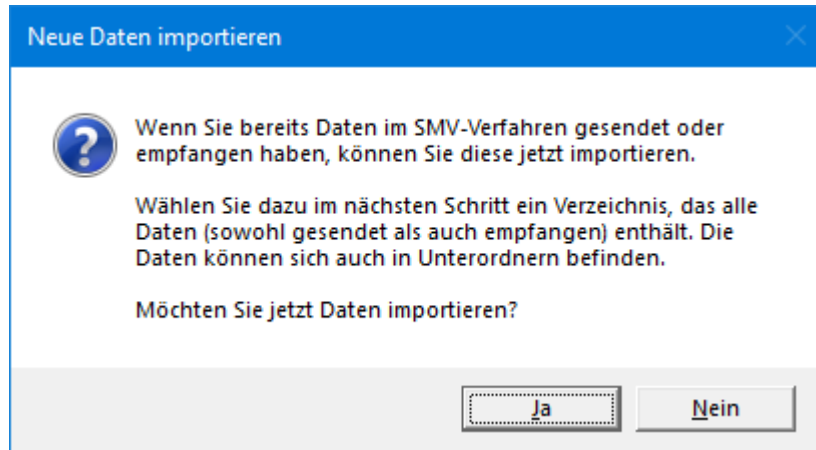 Neue Daten importieren
Wenn Sie bereits Daten im SMV-Verfahren gesendet oder
empfangen haben, können Sie diese jetzt importieren.
Wählen Sie dazu im nächsten Schritt ein Verzeichnis, das alle
Daten (sowohl gesendet als auch empfangen) enthält. Die
Daten können sich auch in Unterordnern befinden.
Möchten Sie jetzt Daten importieren?
Ja
Nein